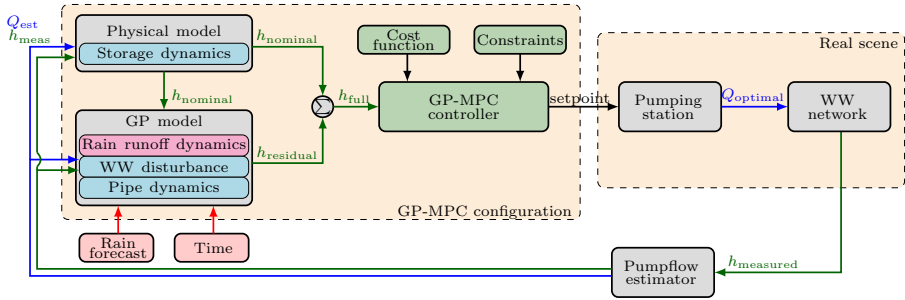 Q_est
h_meas
Physical model
Storage dynamics
h_nominal
Cost
function
Constraints
Real scene
h_nominal
Σ
h_full
GP-MPC
controller
setpoint
Pumping
station
Q_optimal
WW
network
GP model
Rain runoff dynamics
WW disturbance
Pipe dynamics
h_residual
GP-MPC configuration
Rain
forecast
Time
Pumpflow
estimator
h_measured